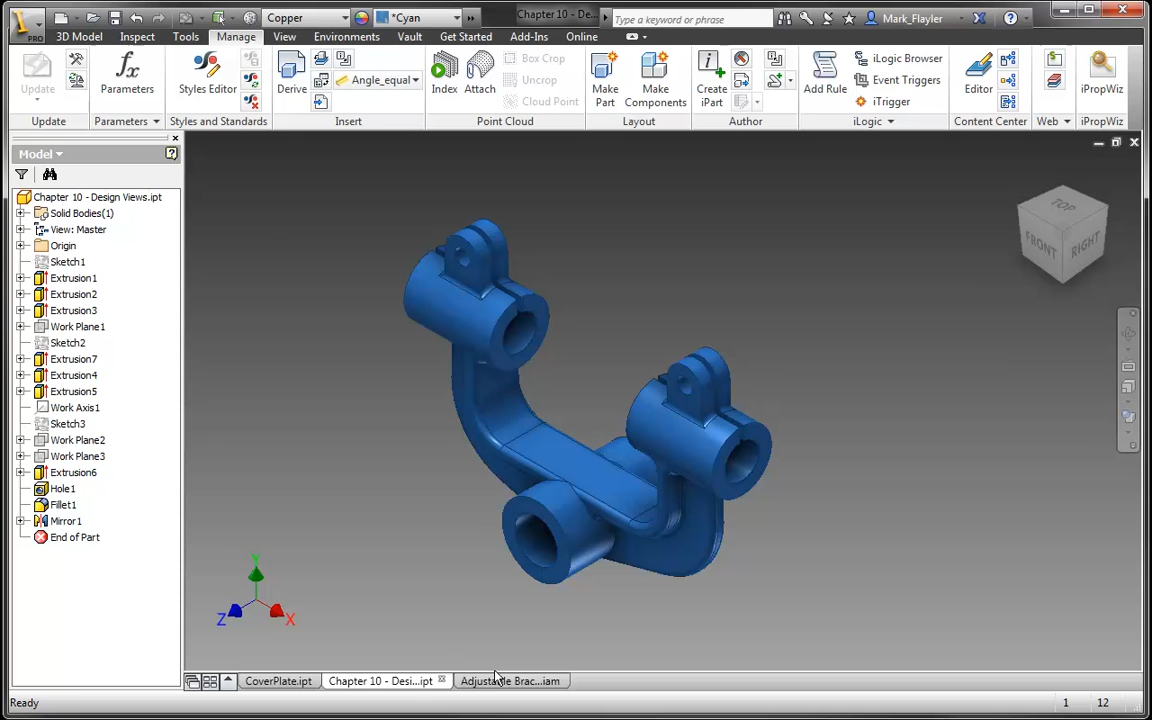 PRO
Copper
*Cyan
Chapter 10 - De...
Type a keyword or phrase
Mark_Flayler
3D Model
Inspect
Tools
Manage
View
Environments
Vault
Get Started
Add-Ins
Online
Update
fx
Parameters
Styles Editor
Derive
Angle_equal
Index
Attach
Box Crop
Uncrop
Cloud Point
Make Part
Make Components
Create iPart
Add Rule
iLogic Browser
Event Triggers
iTrigger
Editor
iPropWiz
Update
Parameters
Styles and Standards
Insert
Point Cloud
Layout
Author
iLogic
Content Center
Web
iPropWiz
Model
Chapter 10 - Design Views.ipt
Solid Bodies(1)
View: Master
Origin
Sketch1
Extrusion1
Extrusion2
Extrusion3
Work Plane1
Sketch2
Extrusion7
Extrusion4
Extrusion5
Work Axis1
Sketch3
Work Plane2
Work Plane3
Extrusion6
Hole1
Fillet1
Mirror1
End of Part
TOP
FRONT
RIGHT
Y
Z
X
CoverPlate.ipt
Chapter 10 - Desi...ipt
Adjustable Brac...iam
Ready
1
12